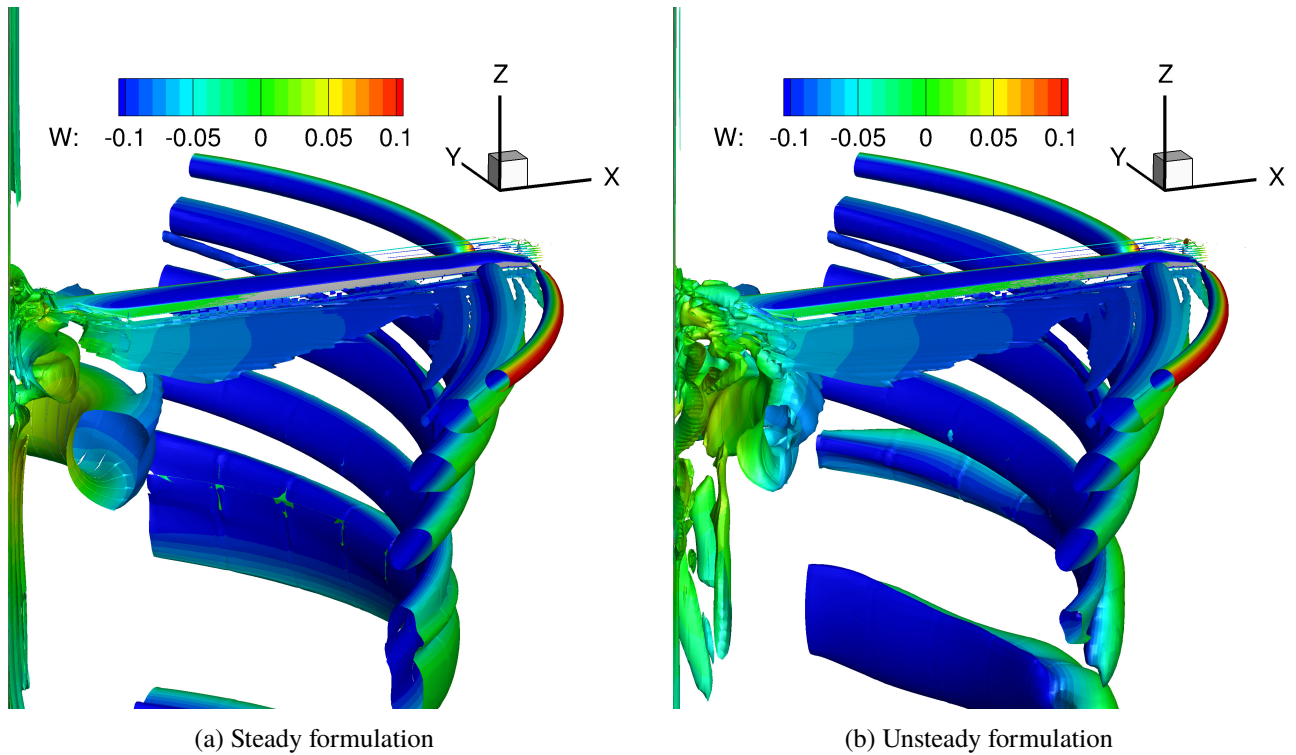 Z
Y
X
W: -0.1 -0.05 0 0.05 0.1
(a) Steady formulation
Z
Y
X
W: -0.1 -0.05 0 0.05 0.1
(b) Unsteady formulation